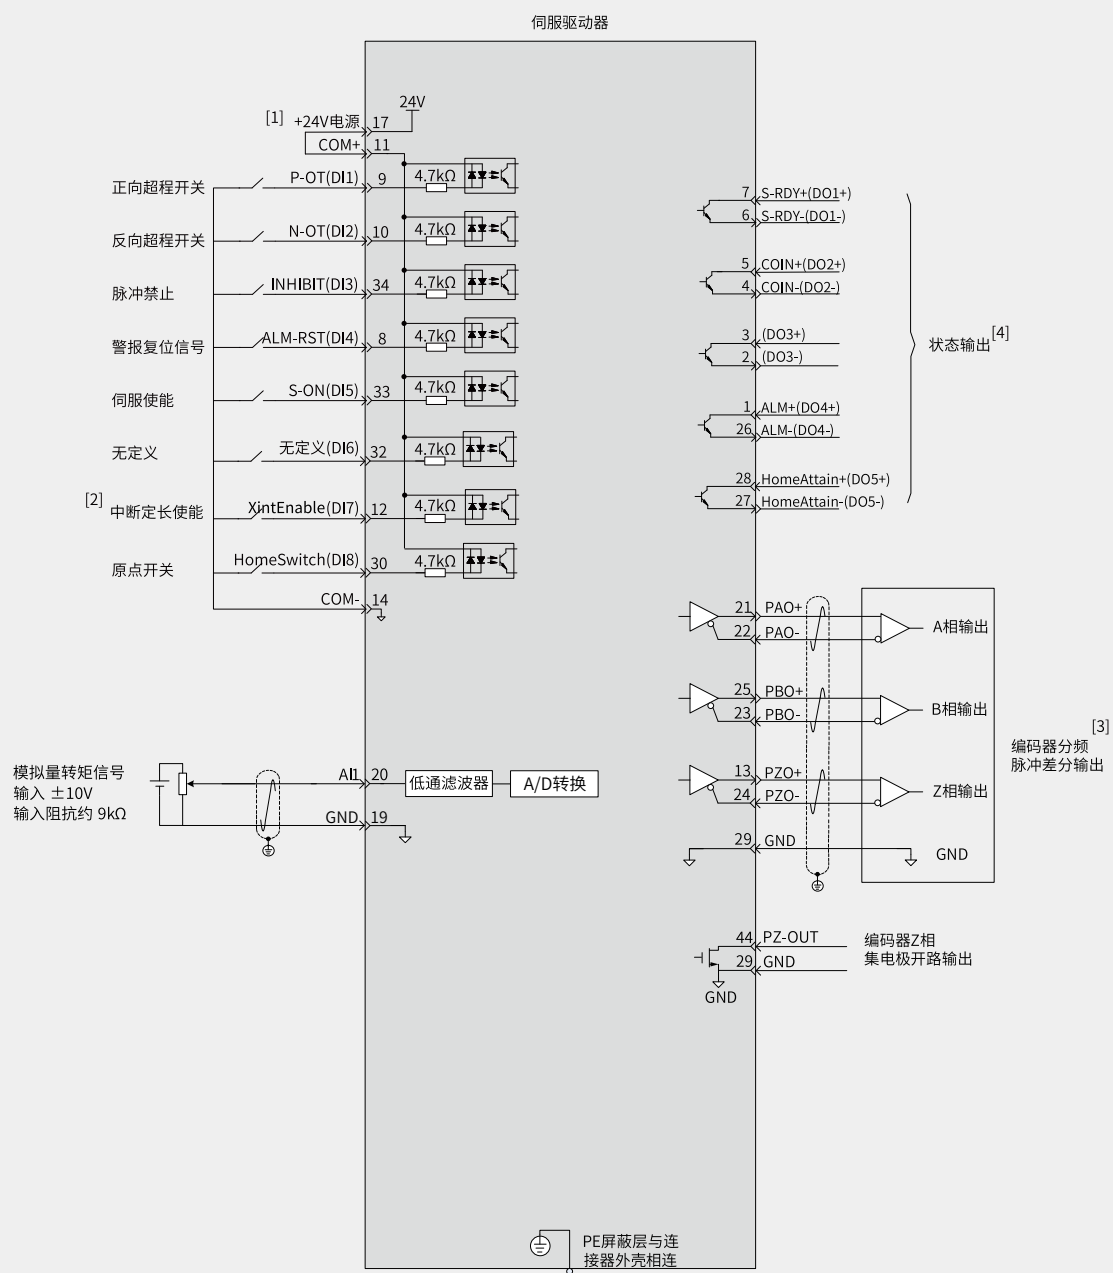 伺服驱动器
24V
[1]
+24V电源
17
COM+
11
正向超程开关
P-OT(DI1)
9
4.7kΩ
反向超程开关
N-OT(DI2)
10
4.7kΩ
脉冲禁止
INHIBIT(DI3)
34
4.7kΩ
警报复位信号
ALM-RST(DI4)
8
4.7kΩ
伺服使能
S-ON(DI5)
33
4.7kΩ
无定义
无定义(DI6)
32
4.7kΩ
[2]
中断定长使能
XintEnable(DI7)
12
4.7kΩ
原点开关
HomeSwitch(DI8)
30
4.7kΩ
COM-
14
模拟量转矩信号
输入 ±10V
输入阻抗约 9kΩ
AI1
20
低通滤波器
A/D转换
GND
19
7
S-RDY+(DO1+)
6
S-RDY-(DO1-)
5
COIN+(DO2+)
4
COIN-(DO2-)
3
(DO3+)
2
(DO3-)
1
ALM+(DO4+)
26
ALM-(DO4-)
28
HomeAttain+(DO5+)
27
HomeAttain-(DO5-)
状态输出[4]
21
PAO+
22
PAO-
A相输出
25
PBO+
23
PBO-
B相输出
13
PZO+
24
PZO-
Z相输出
29
GND
GND
[3]
编码器分频
脉冲差分输出
44
PZ-OUT
29
GND
GND
编码器Z相
集电极开路输出
PE屏蔽层与连
接器外壳相连